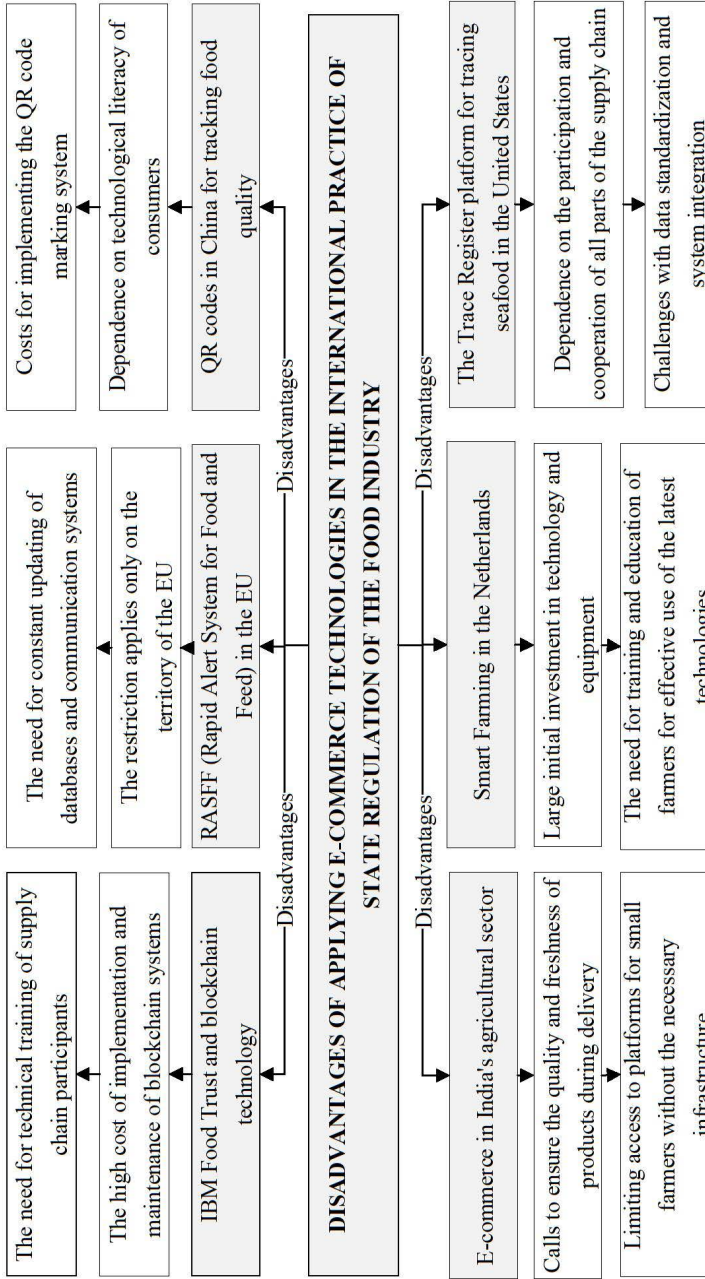 The need for technical training of supply
chain participants
The high cost of implementation and
maintenance of blockchain systems
IBM Food Trust and blockchain
technology
The need for constant updating of
databases and communication systems
The restriction applies only on the
territory of the EU
RASFF (Rapid Alert System for Food and
Feed) in the EU
Costs for implementing the QR code
marking system
Dependence on technological literacy of
consumers
QR codes in China for tracking food
quality
Disadvantages
Disadvantages
DISADVANTAGES OF APPLYING E-COMMERCE TECHNOLOGIES IN THE INTERNATIONAL PRACTICE OF
STATE REGULATION OF THE FOOD INDUSTRY
Disadvantages
Disadvantages
E-commerce in India's agricultural sector
Calls to ensure the quality and freshness of
products during delivery
Limiting access to platforms for small
farmers without the necessary
infrastructure
Smart Farming in the Netherlands
Large initial investment in technology and
equipment
The need for training and education of
farmers for effective use of the latest
technologies
The Trace Register platform for tracing
seafood in the United States
Dependence on the participation and
cooperation of all parts of the supply chain
Challenges with data standardization and
system integration